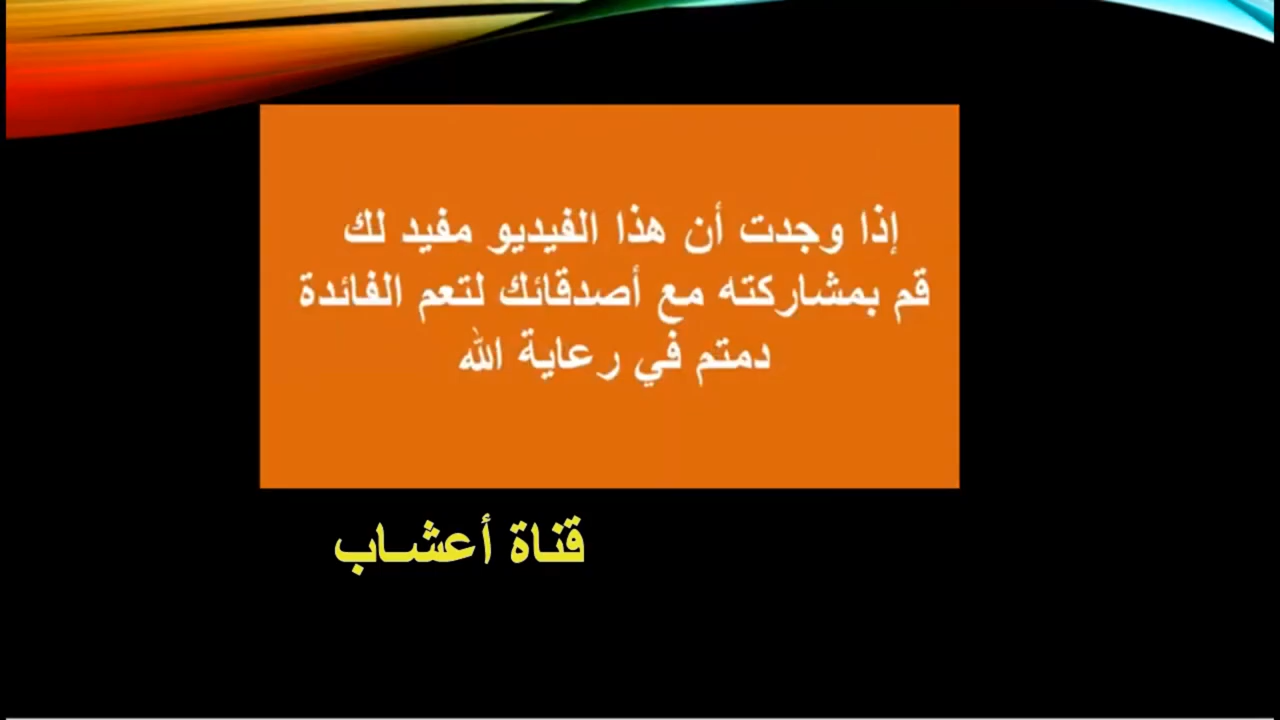 إذا وجدت أن هذا الفيديو مفيد لك
قم بمشاركته مع أصدقائك لتعم الفائدة
دمتم في رعاية الله
قناة أعشاب